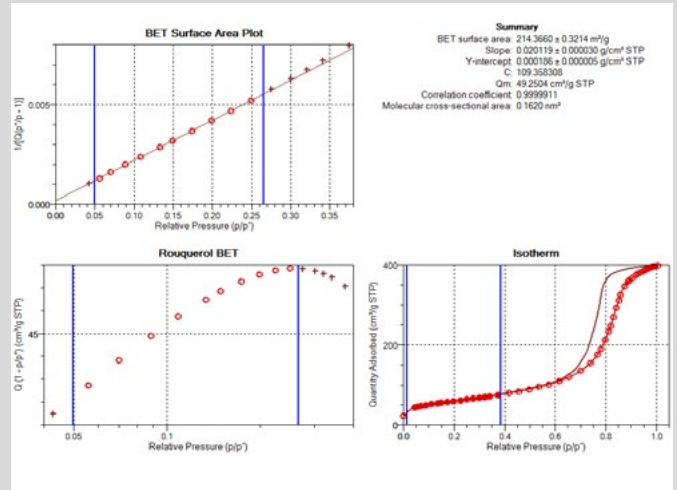 BET Surface Area Plot
1/[Q(p°/p - 1)]
0.005
0.000
0.00 0.05 0.10 0.15 0.20 0.25 0.30 0.35
Relative Pressure (p/p°)
Summary
BET surface area: 214.3660 ± 0.3214 m²/g
Slope: 0.020119 ± 0.000030 g/cm³ STP
Y-intercept: 0.000186 ± 0.000005 g/cm³ STP
C: 109.358308
Qm: 49.2504 cm³/g STP
Correlation coefficient: 0.9999911
Molecular cross-sectional area: 0.1620 nm²
Rouquerol BET
Q (1 - p/p°) (cm³/g STP)
45
0.05 0.1
Relative Pressure (p/p°)
Isotherm
Quantity Adsorbed (cm³/g STP)
400
200
0
0.0 0.2 0.4 0.6 0.8 1.0
Relative Pressure (p/p°)